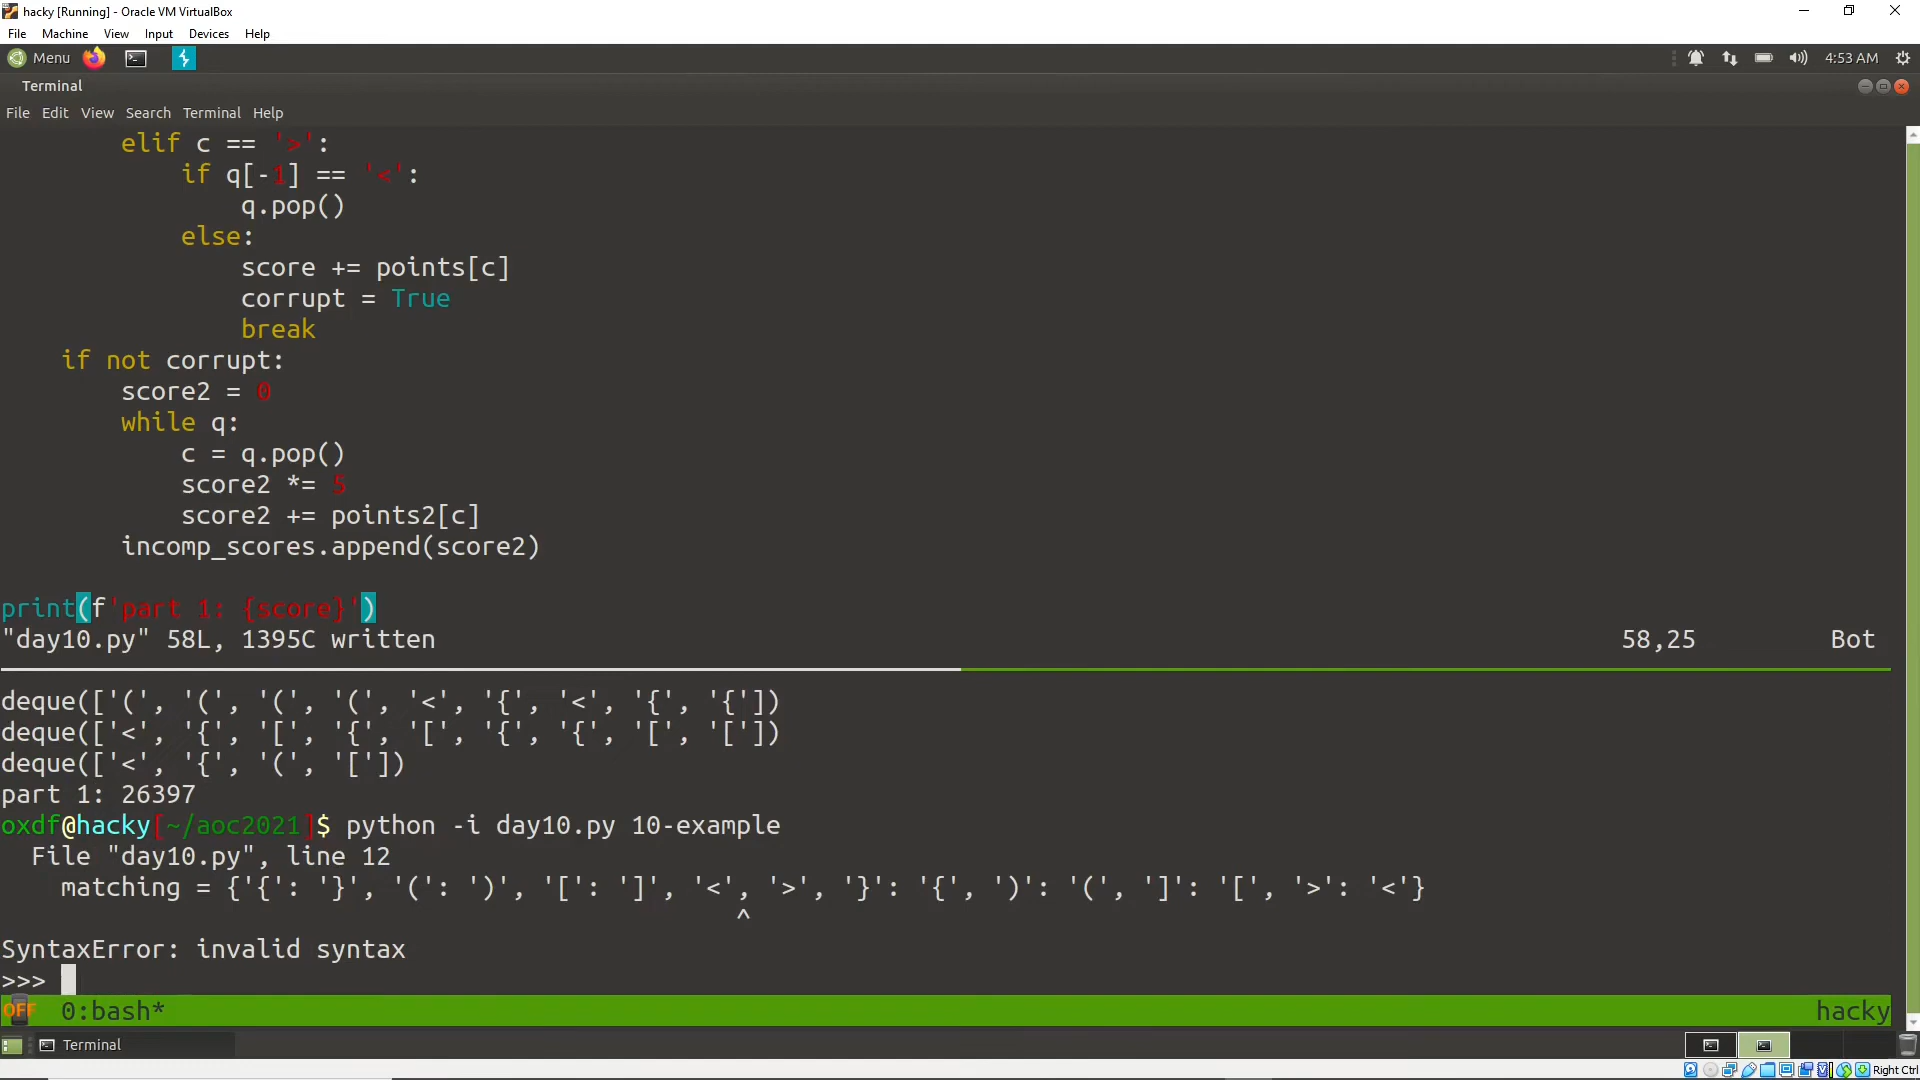 hacky [Running] - Oracle VM VirtualBox
File Machine View Input Devices Help
Menu 4:53 AM
Terminal
File Edit View Search Terminal Help
elif c == '>':
if q[-1] == '<':
q.pop()
else:
score += points[c]
corrupt = True
break
if not corrupt:
score2 = 0
while q:
c = q.pop()
score2 *= 5
score2 += points2[c]
incomp_scores.append(score2)
print(f'part 1: {score}')
"day10.py" 58L, 1395C written 58,25 Bot
deque(['(', '(', '(', '(', '<', '{', '<', '{', '{'])
deque(['<', '{', '[', '{', '[', '{', '{', '[', '['])
deque(['<', '{', '(', '['])
part 1: 26397
oxdf@hacky[~/aoc2021]$ python -i day10.py 10-example
File "day10.py", line 12
matching = {'{': '}', '(': ')', '[': ']', '<', '>', '}': '{', ')': '(', ']': '[', '>': '<'}
^
SyntaxError: invalid syntax
>>>
OFF 0:bash* hacky
Terminal
Right Ctrl